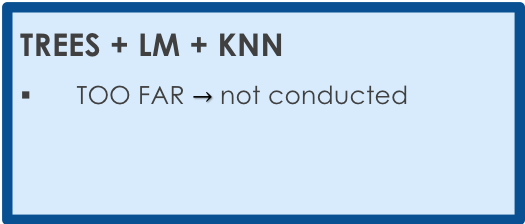 TREES + LM + KNN
▪ TOO FAR → not conducted